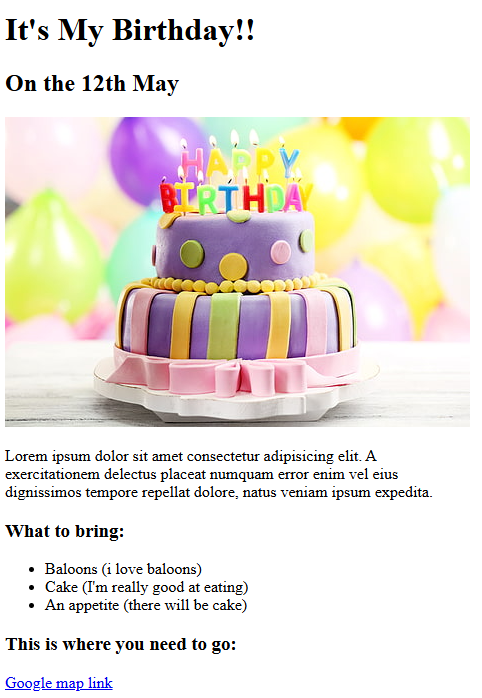 It's My Birthday!!
On the 12th May
HAPPY
BIRTHDAY
Lorem ipsum dolor sit amet consectetur adipisicing elit. A
exercitationem delectus placeat numquam error enim vel eius
dignissimos tempore repellat dolore, natus veniam ipsum expedita.
What to bring:
Baloons (i love baloons)
Cake (I'm really good at eating)
An appetite (there will be cake)
This is where you need to go:
Google map link